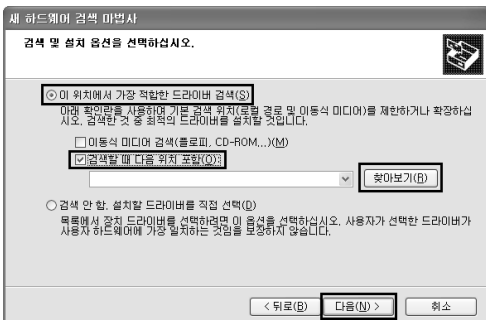 새 하드웨어 검색 마법사
검색 및 설치 옵션을 선택하십시오.
이 위치에서 가장 적합한 드라이버 검색(S)
아래 확인란을 사용하여 기본 검색 위치(로컬 경로 및 이동식 미디어)를 제한하거나 확장하십
시오. 검색한 것 중 최적의 드라이버를 설치할 것입니다.
이동식 미디어 검색(플로피, CD-ROM...)(M)
검색할 때 다음 위치 포함(O):
찾아보기(R)
검색 안 함. 설치할 드라이버를 직접 선택(D)
목록에서 장치 드라이버를 선택하려면 이 옵션을 선택하십시오. 사용자가 선택한 드라이버가
사용자 하드웨어에 가장 일치하는 것임을 보장하지 않습니다.
< 뒤로(B) 다음(N) > 취소